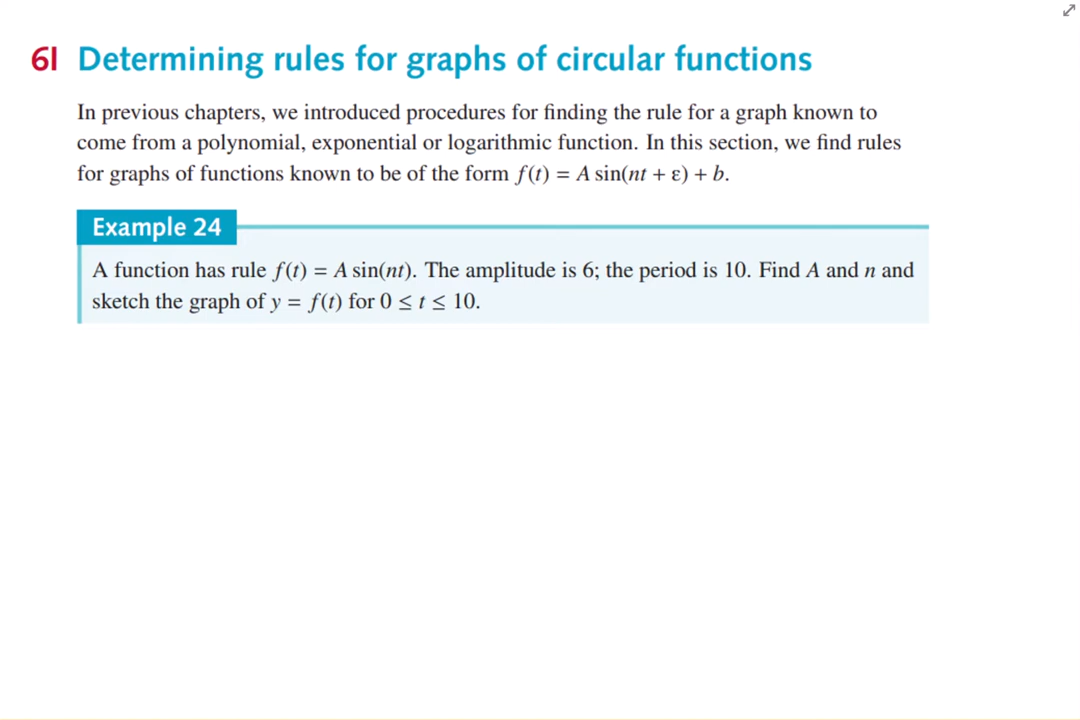 6I Determining rules for graphs of circular functions
In previous chapters, we introduced procedures for finding the rule for a graph known to
come from a polynomial, exponential or logarithmic function. In this section, we find rules
for graphs of functions known to be of the form f(t) = A sin(nt + ε) + b.
Example 24
A function has rule f(t) = A sin(nt). The amplitude is 6; the period is 10. Find A and n and
sketch the graph of y = f(t) for 0 ≤ t ≤ 10.